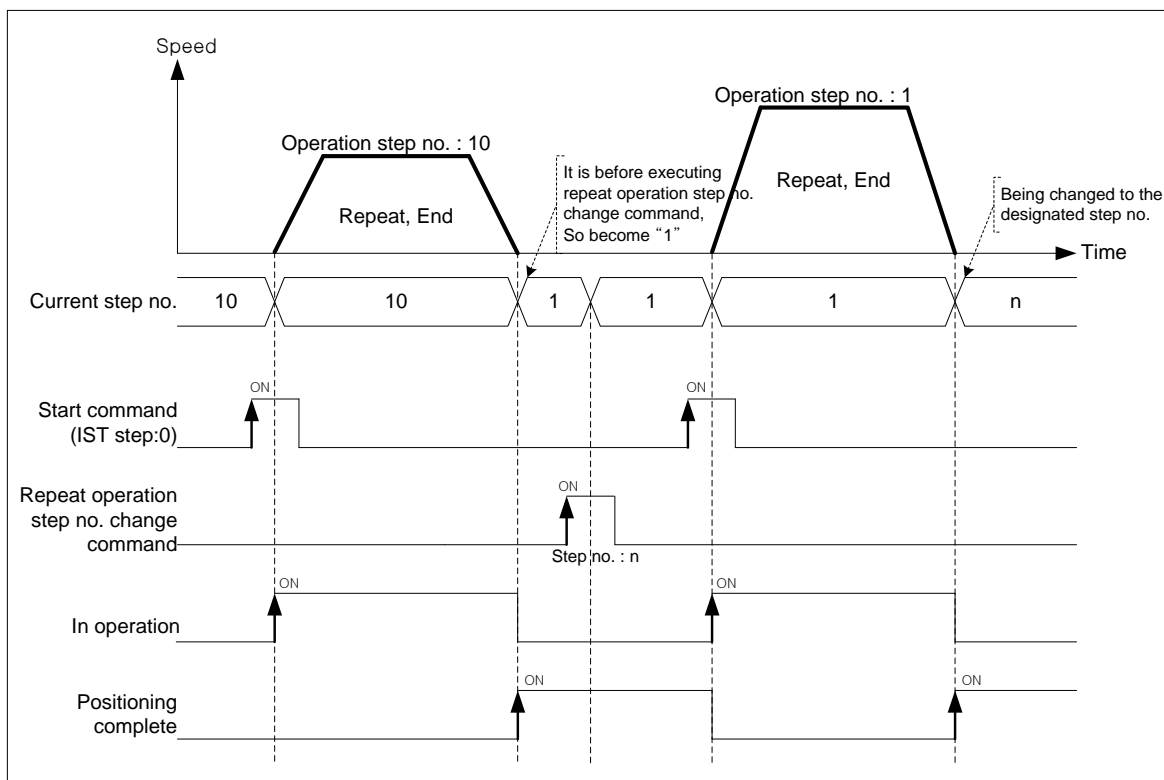 Speed
Operation step no. : 1
Operation step no. : 10
It is before executing
repeat operation step no.
change command,
So become “1”
Repeat, End
Repeat, End
Being changed to the
designated step no.
Time
Current step no.
10
10
1
1
1
n
ON
ON
Start command
(IST step:0)
ON
Repeat operation
step no. change
command
Step no. : n
ON
ON
In operation
ON
ON
Positioning
complete